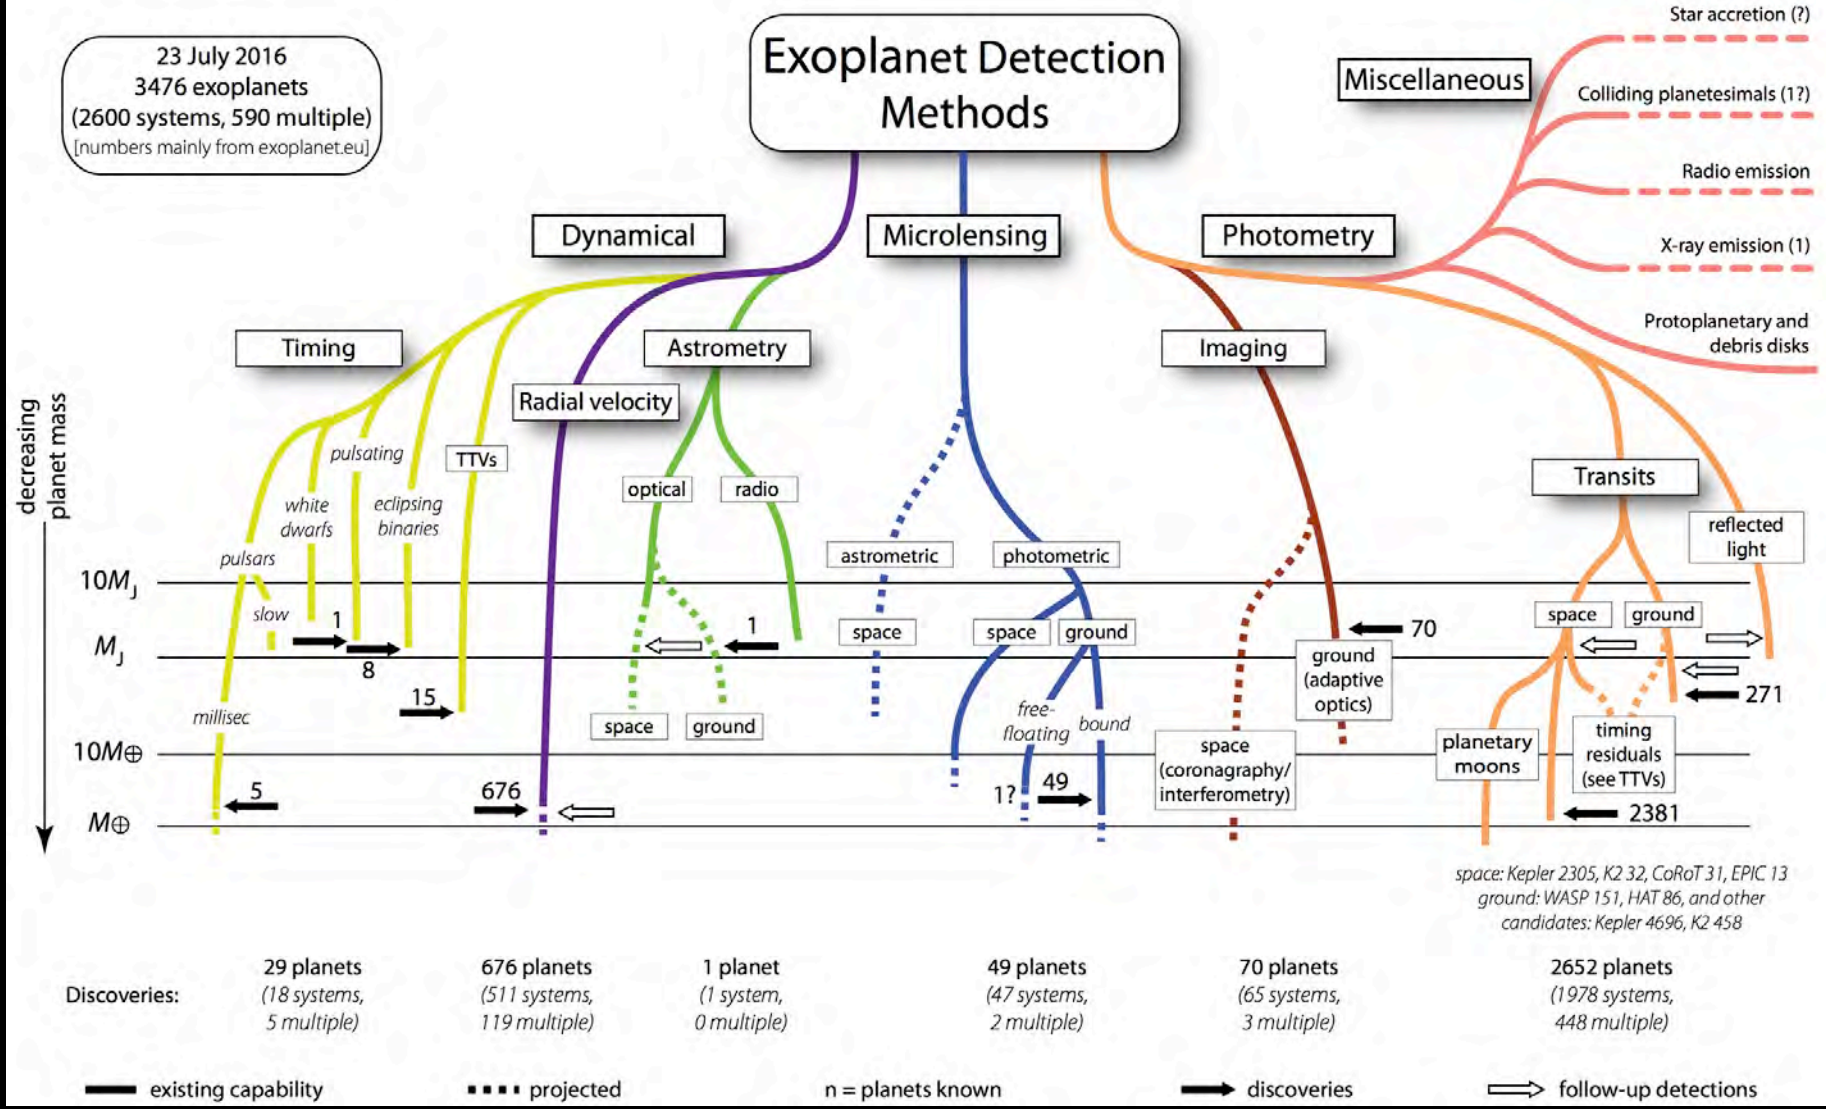 23 July 2016
3476 exoplanets
(2600 systems, 590 multiple)
[numbers mainly from exoplanet.eu]
Exoplanet Detection
Methods
Miscellaneous
Star accretion (?)
Colliding planetesimals (1?)
Radio emission
X-ray emission (1)
Protoplanetary and
debris disks
Dynamical
Microlensing
Photometry
Timing
Astrometry
Imaging
Radial velocity
decreasing
planet mass
pulsating
TTVs
white
dwarfs
eclipsing
binaries
optical
radio
Transits
pulsars
astrometric
photometric
reflected
light
10MJ
slow
1
8
space
1
space
ground
70
space
ground
MJ
ground
(adaptive
optics)
15
271
millisec
space
ground
free-
floating
bound
space
(coronagraphy/
interferometry)
planetary
moons
timing
residuals
(see TTVs)
10M⊕
5
676
1?
49
2381
M⊕
space: Kepler 2305, K2 32, CoRoT 31, EPIC 13
ground: WASP 151, HAT 86, and other
candidates: Kepler 4696, K2 458
Discoveries:
29 planets
(18 systems,
5 multiple)
676 planets
(511 systems,
119 multiple)
1 planet
(1 system,
0 multiple)
49 planets
(47 systems,
2 multiple)
70 planets
(65 systems,
3 multiple)
2652 planets
(1978 systems,
448 multiple)
existing capability
projected
n = planets known
discoveries
follow-up detections